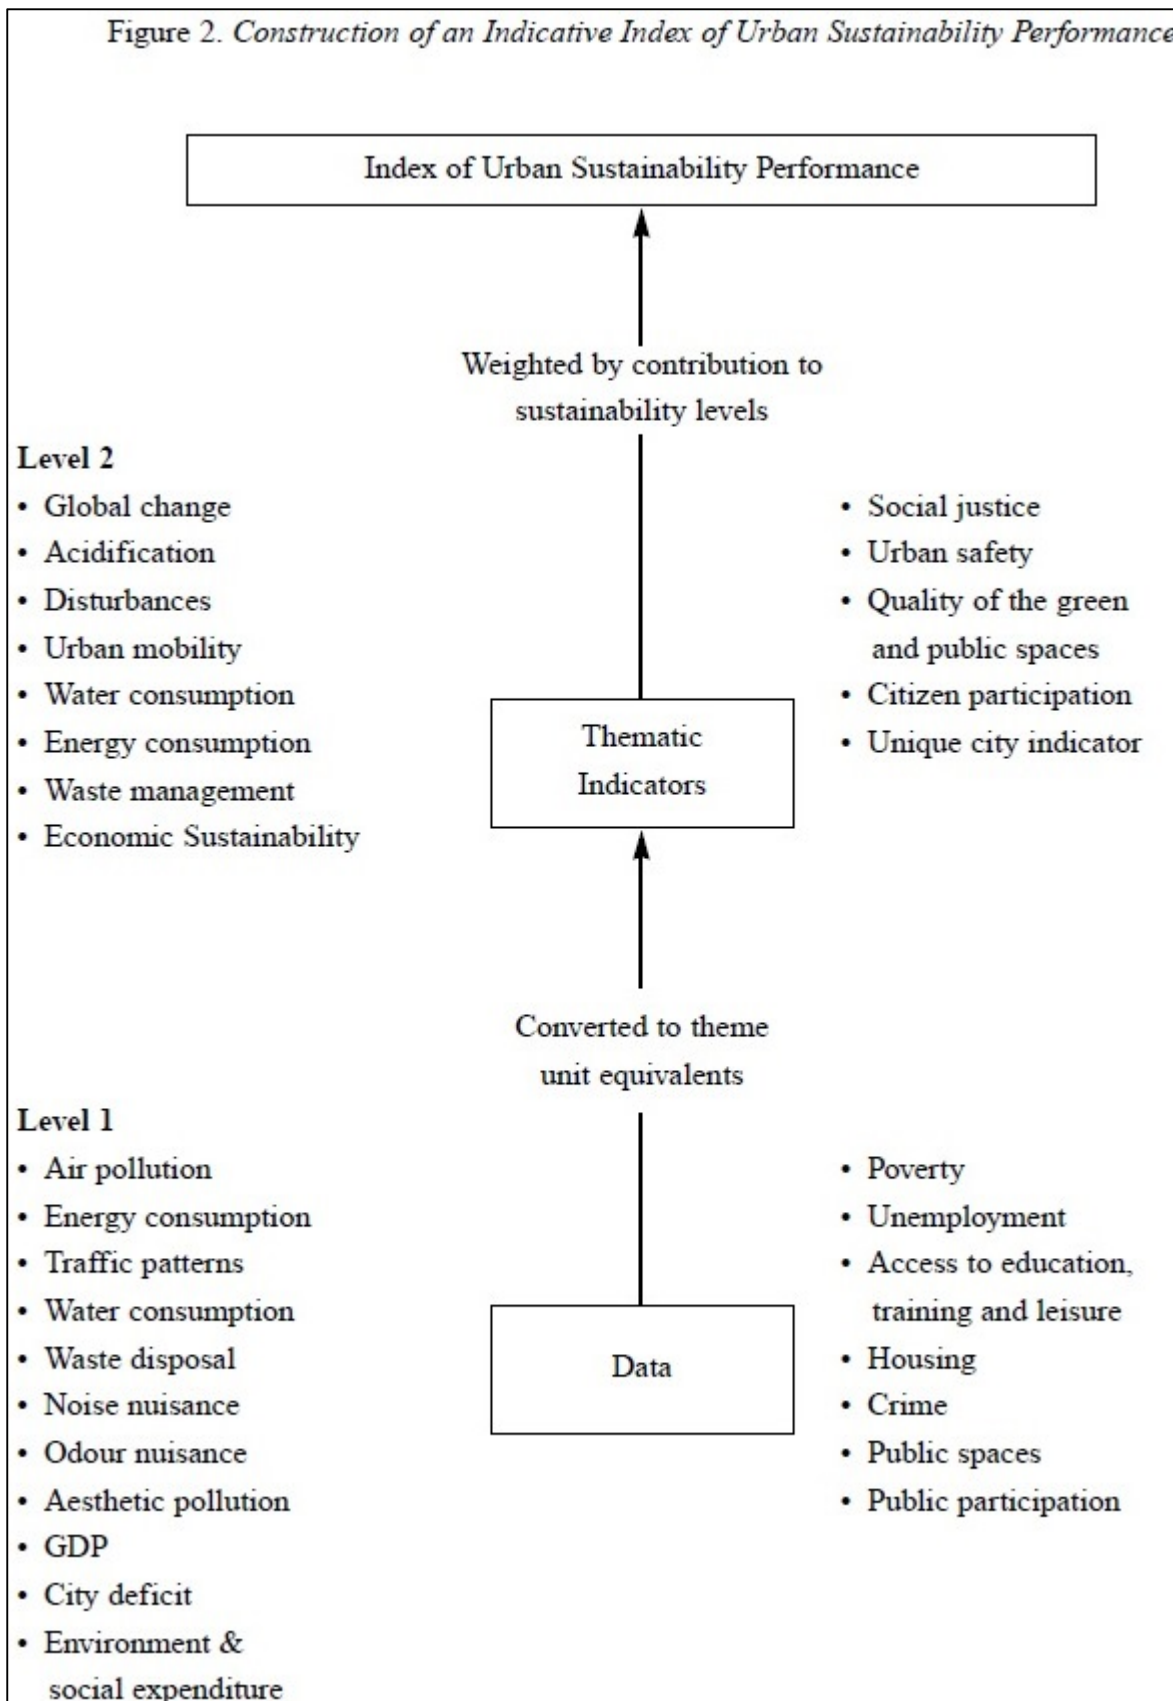 Figure 2. Construction of an Indicative Index of Urban Sustainability Performance
Index of Urban Sustainability Performance
Weighted by contribution to
sustainability levels
Level 2
• Global change
• Acidification
• Disturbances
• Urban mobility
• Water consumption
• Energy consumption
• Waste management
• Economic Sustainability
• Social justice
• Urban safety
• Quality of the green
and public spaces
• Citizen participation
• Unique city indicator
Thematic
Indicators
Converted to theme
unit equivalents
Level 1
• Air pollution
• Energy consumption
• Traffic patterns
• Water consumption
• Waste disposal
• Noise nuisance
• Odour nuisance
• Aesthetic pollution
• GDP
• City deficit
• Environment &
social expenditure
• Poverty
• Unemployment
• Access to education,
training and leisure
• Housing
• Crime
• Public spaces
• Public participation
Data